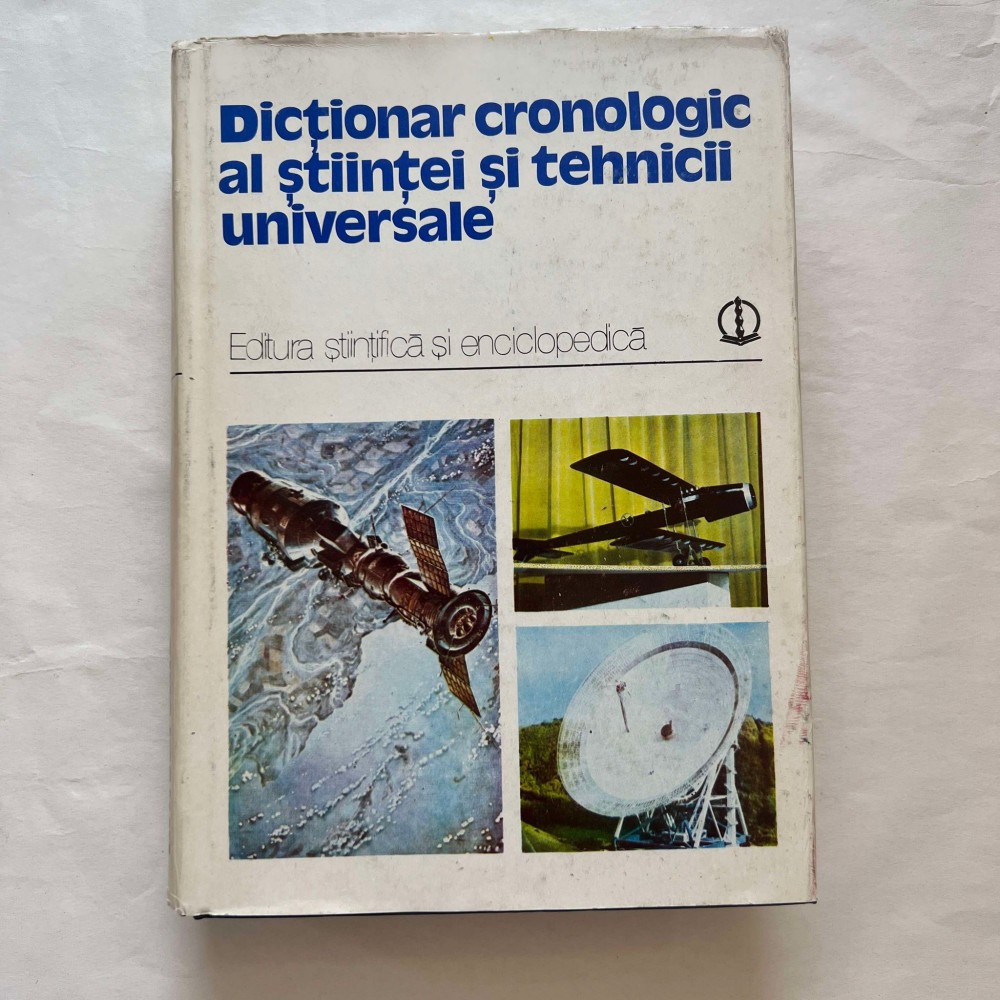 Dicționar cronologic
al științei și tehnicii
universale
Editura științifică și enciclopedică